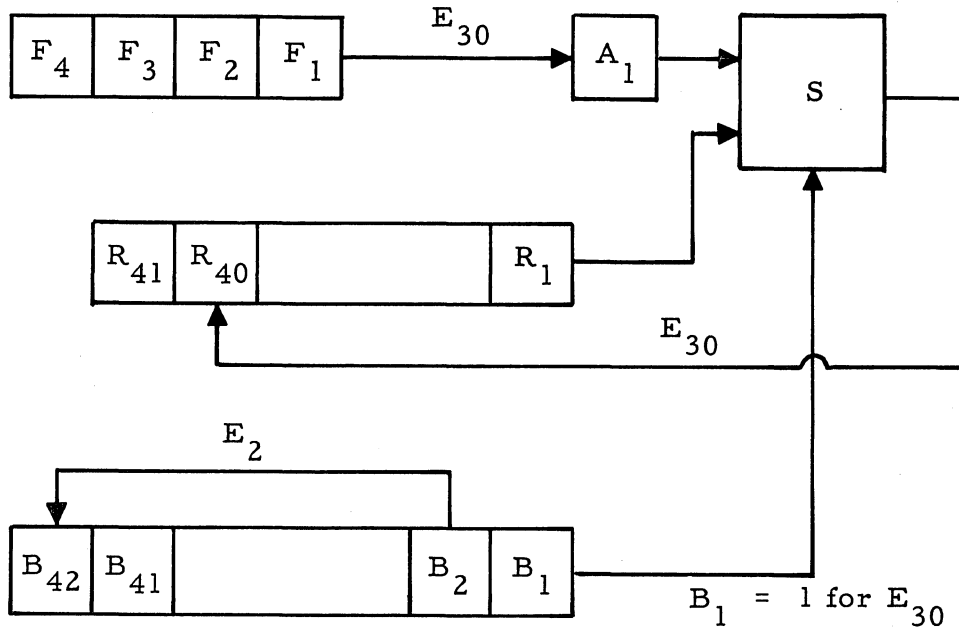 E₃₀
F₄ F₃ F₂ F₁ A₁ S
R₄₁ R₄₀ R₁
E₃₀
E₂
B₄₂ B₄₁ B₂ B₁
B₁ = 1 for E₃₀